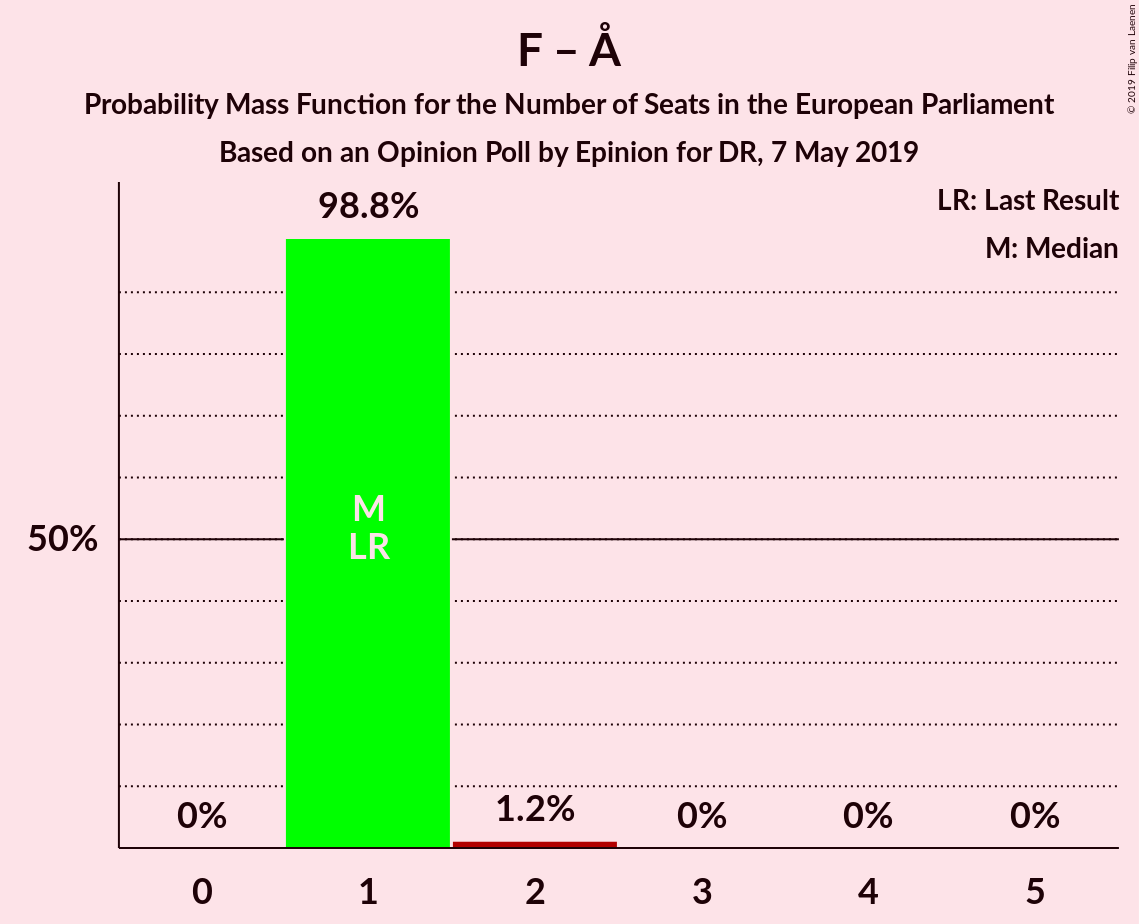 F – Å
Probability Mass Function for the Number of Seats in the European Parliament
Based on an Opinion Poll by Epinion for DR, 7 May 2019
© 2019 Filip van Laenen
LR: Last Result
M: Median
98.8%
M
LR
50%
0%
1.2%
0%
0%
0%
0
1
2
3
4
5